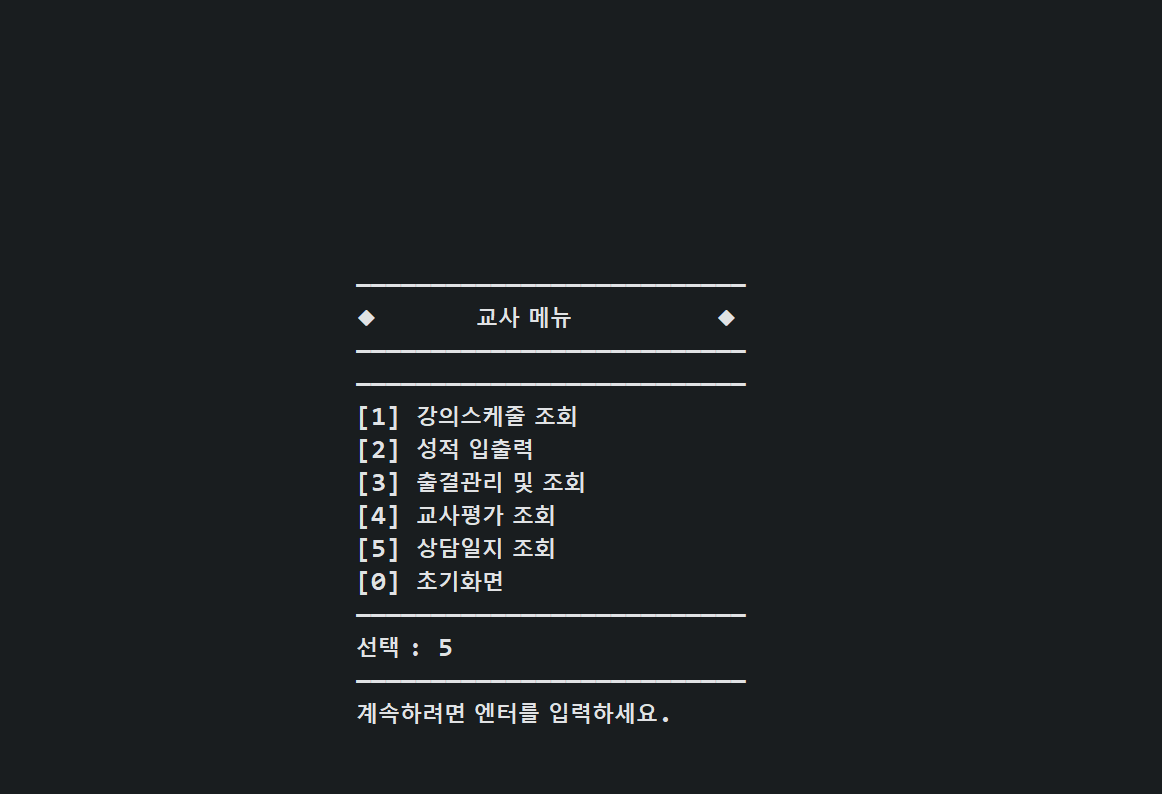 ◆ 교사 메뉴 ◆
[1] 강의스케줄 조회
[2] 성적 입출력
[3] 출결관리 및 조회
[4] 교사평가 조회
[5] 상담일지 조회
[0] 초기화면
선택 : 5
계속하려면 엔터를 입력하세요.